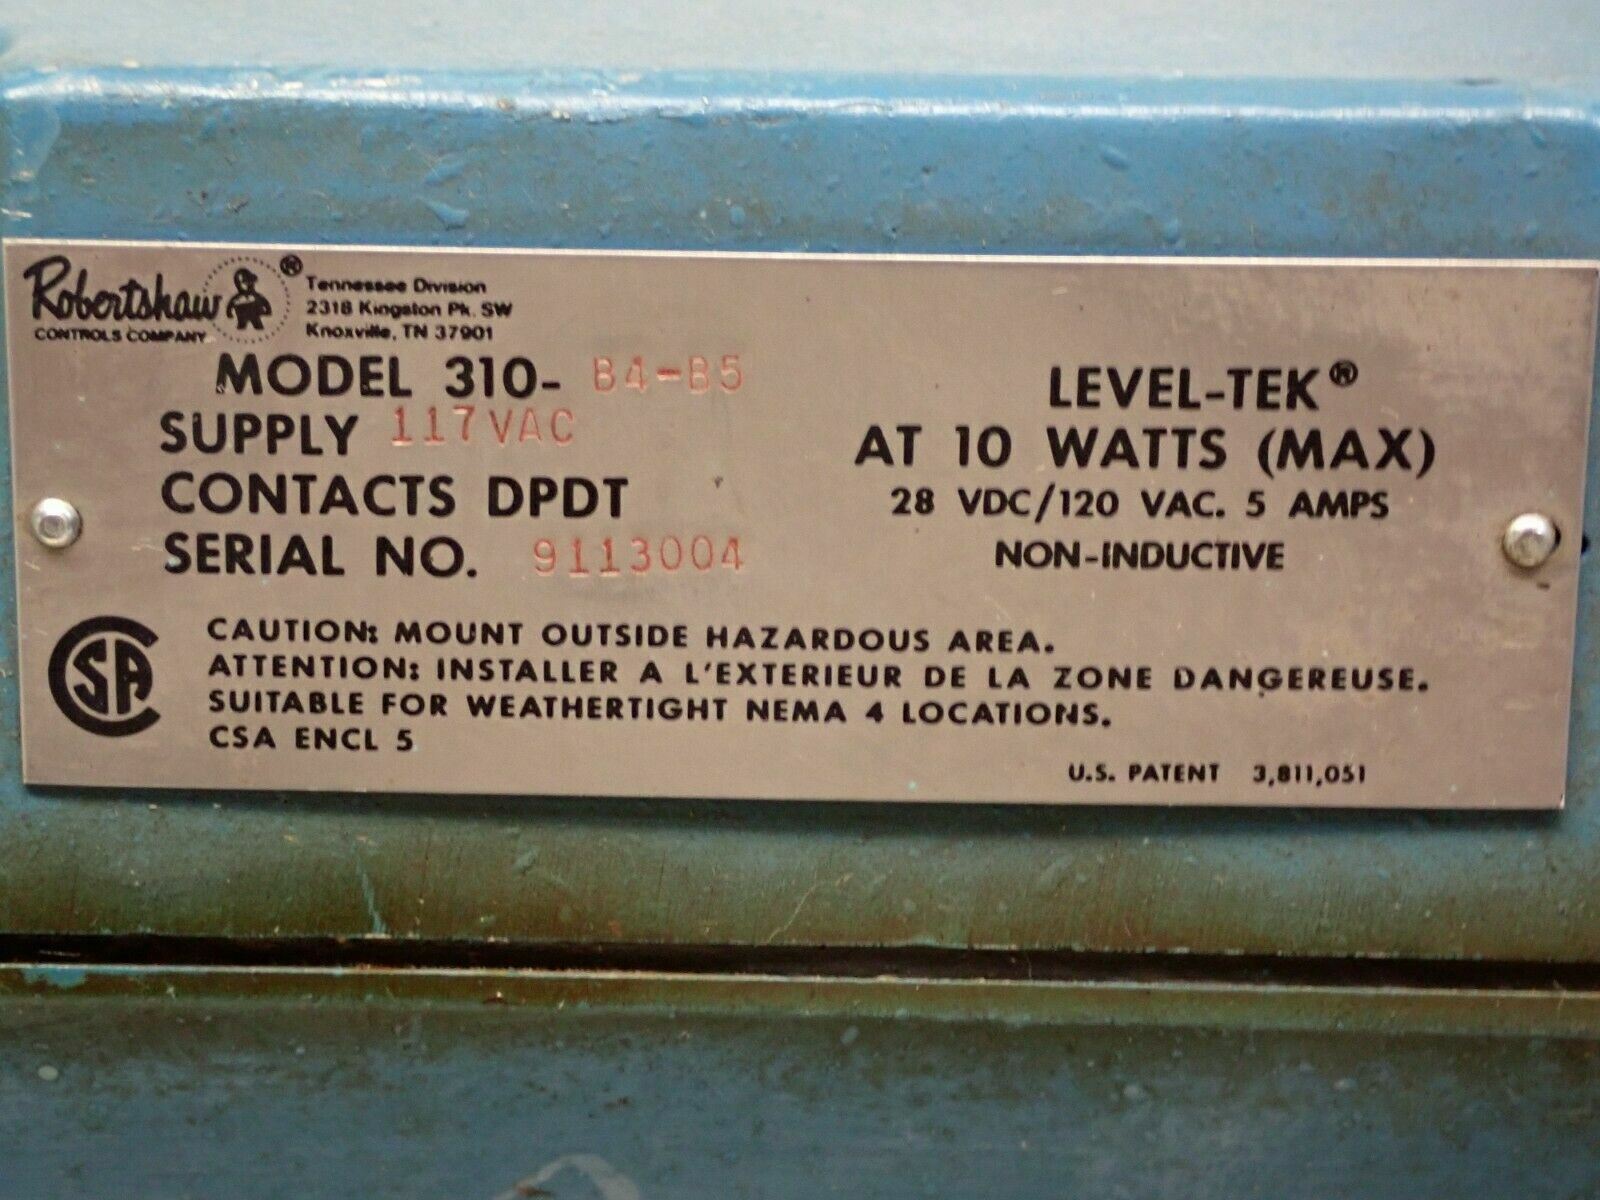 Robertshaw ®
CONTROLS COMPANY
Tennessee Division
2318 Kingston Pk. SW
Knoxville, TN 37901
MODEL 310- B4-B5
SUPPLY 117VAC
CONTACTS DPDT
SERIAL NO. 9113004
LEVEL-TEK®
AT 10 WATTS (MAX)
28 VDC/120 VAC. 5 AMPS
NON-INDUCTIVE
CSA
CAUTION: MOUNT OUTSIDE HAZARDOUS AREA.
ATTENTION: INSTALLER A L'EXTERIEUR DE LA ZONE DANGEREUSE.
SUITABLE FOR WEATHERTIGHT NEMA 4 LOCATIONS.
CSA ENCL 5
U.S. PATENT 3,811,051